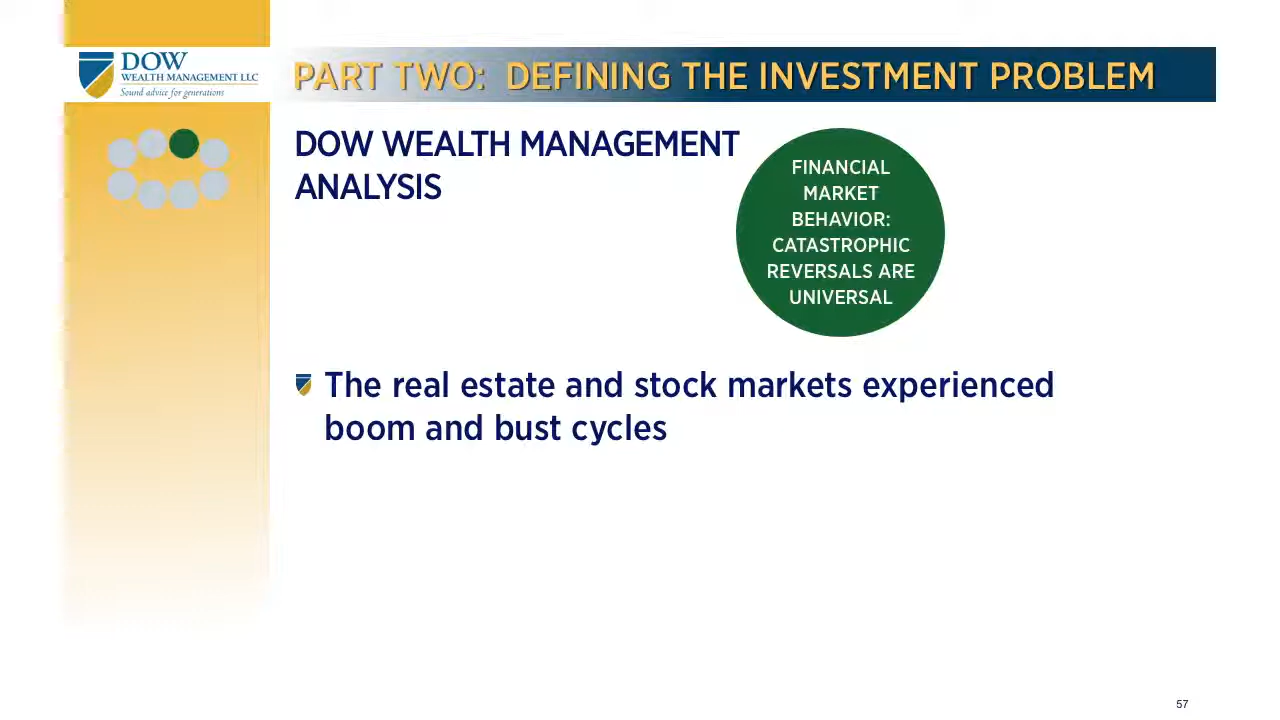 DOW
WEALTH MANAGEMENT LLC
Sound advice for generations
PART TWO:  DEFINING THE INVESTMENT PROBLEM
DOW WEALTH MANAGEMENT
ANALYSIS
FINANCIAL
MARKET
BEHAVIOR:
CATASTROPHIC
REVERSALS ARE
UNIVERSAL
The real estate and stock markets experienced
boom and bust cycles
57